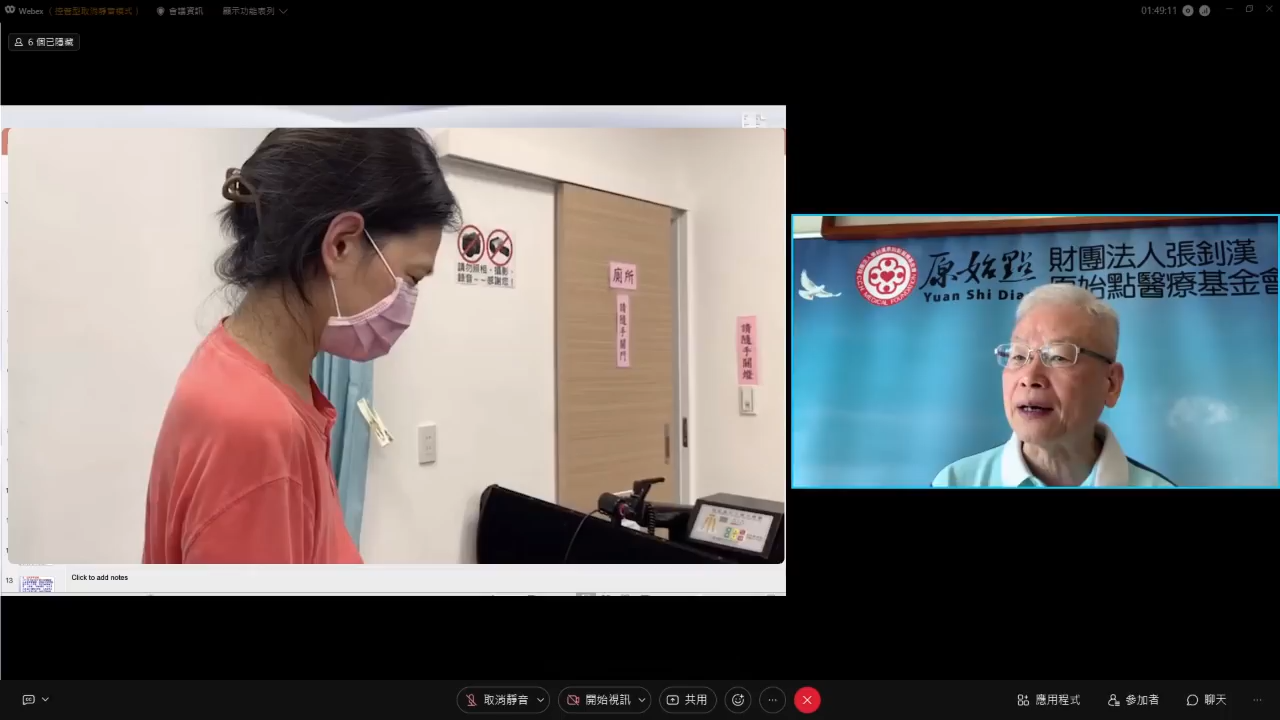 Webex
會議資訊
顯示功能表列
01:49:11
6 個已隱藏
請勿照相、攝影、
錄音～~感謝您！
廁所
請隨手關門
請隨手關燈
原始點
Yuan Shi Dia
財團法人張釗漢
原始點醫療基金會
13
Click to add notes
取消靜音
開始視訊
共用
應用程式
參加者
聊天